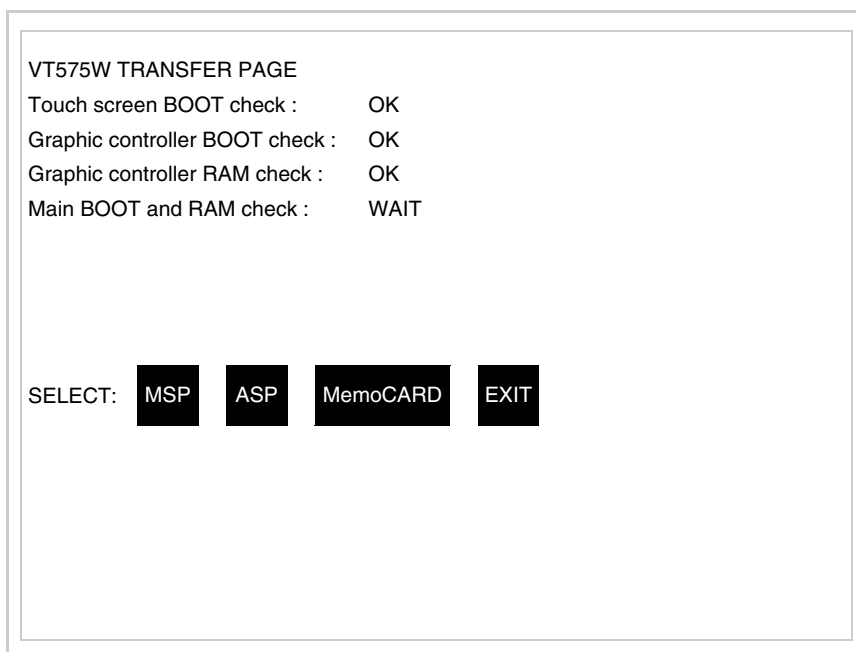 VT575W TRANSFER PAGE
Touch screen BOOT check : OK
Graphic controller BOOT check : OK
Graphic controller RAM check : OK
Main BOOT and RAM check : WAIT
SELECT: MSP ASP MemoCARD EXIT